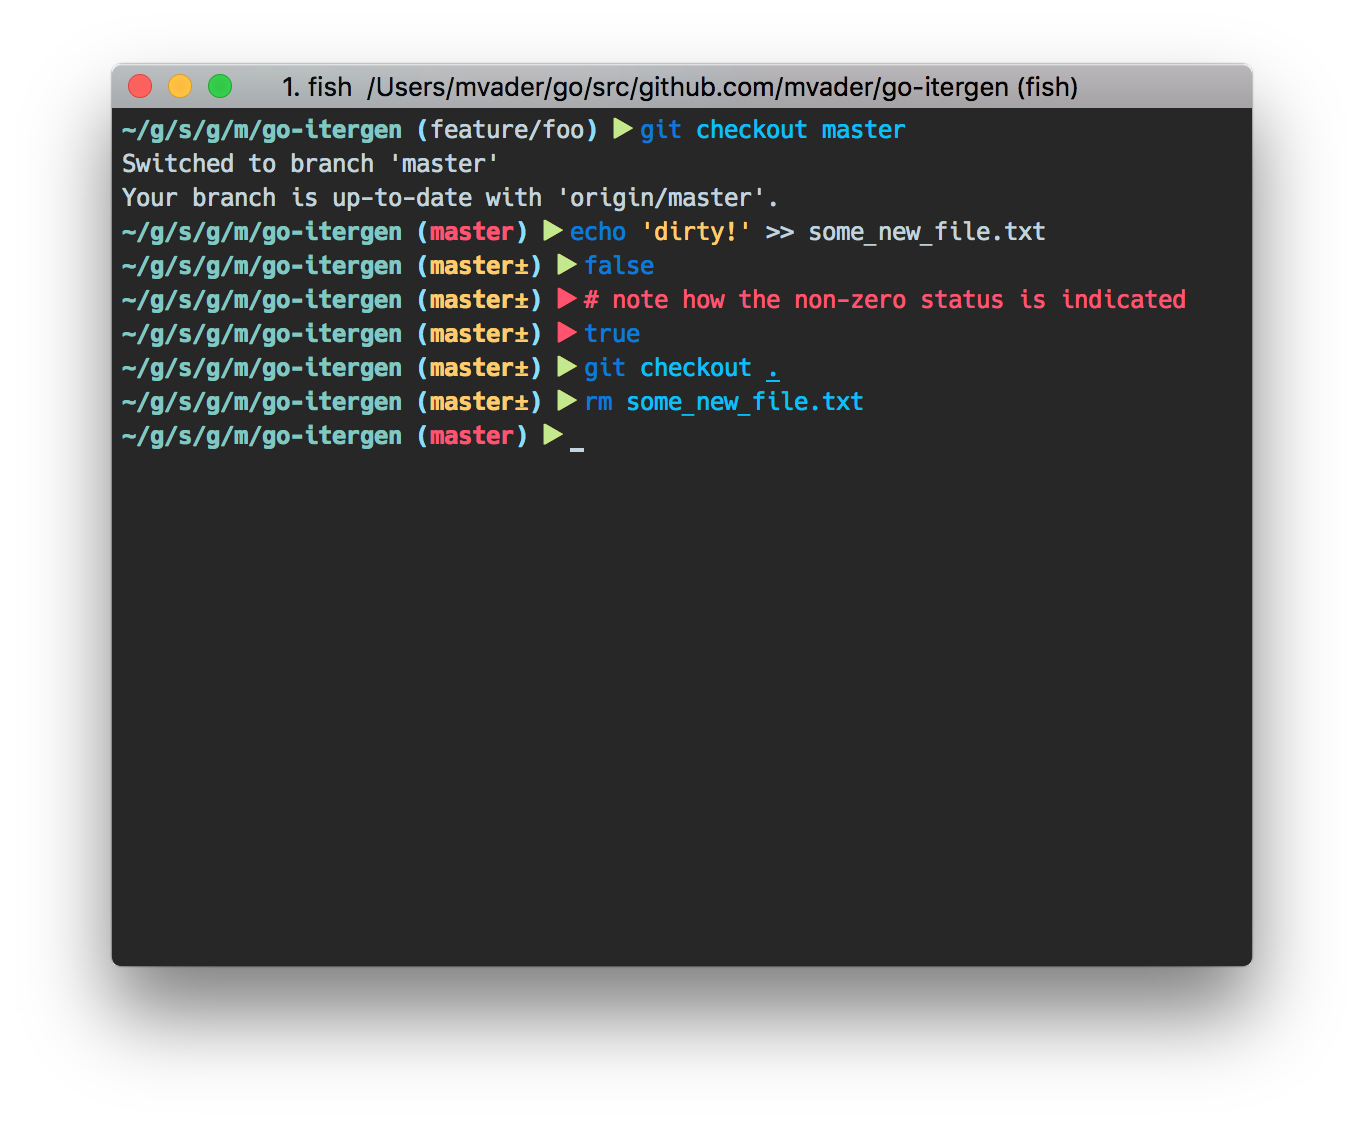 1. fish /Users/mvader/go/src/github.com/mvader/go-itergen (fish)
~/g/s/g/m/go-itergen (feature/foo) ▶git checkout master
Switched to branch 'master'
Your branch is up-to-date with 'origin/master'.
~/g/s/g/m/go-itergen (master) ▶echo 'dirty!' >> some_new_file.txt
~/g/s/g/m/go-itergen (master±) ▶false
~/g/s/g/m/go-itergen (master±) ▶# note how the non-zero status is indicated
~/g/s/g/m/go-itergen (master±) ▶true
~/g/s/g/m/go-itergen (master±) ▶git checkout .
~/g/s/g/m/go-itergen (master±) ▶rm some_new_file.txt
~/g/s/g/m/go-itergen (master) ▶_